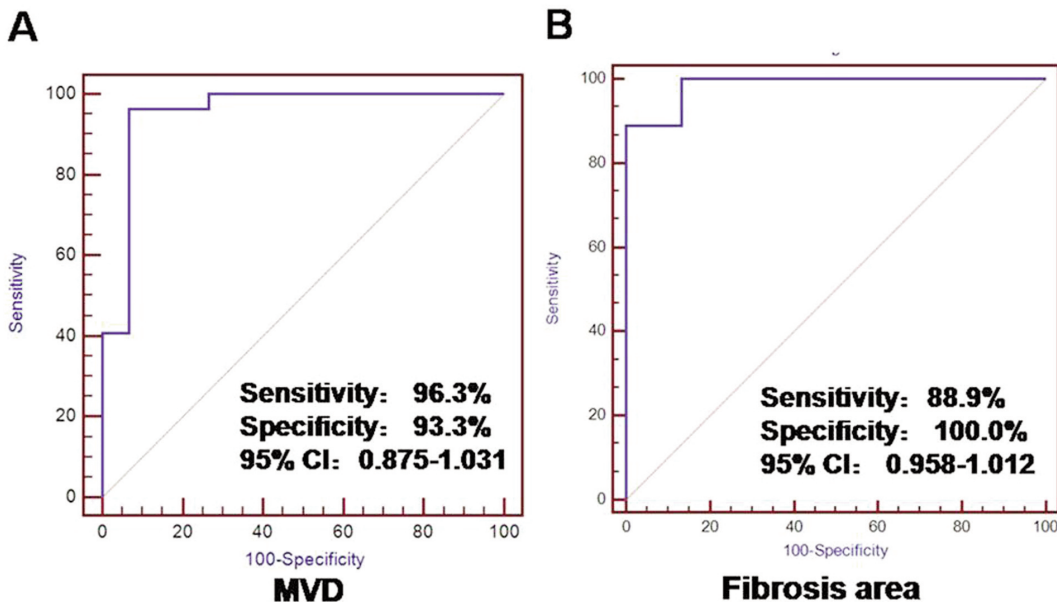 A
100
80
60
40
20
0
Sensitivity
Sensitivity: 96.3%
Specificity: 93.3%
95% CI: 0.875-1.031
0 20 40 60 80 100
100-Specificity
MVD
B
100
80
60
40
20
0
Sensitivity
Sensitivity: 88.9%
Specificity: 100.0%
95% CI: 0.958-1.012
0 20 40 60 80 100
100-Specificity
Fibrosis area